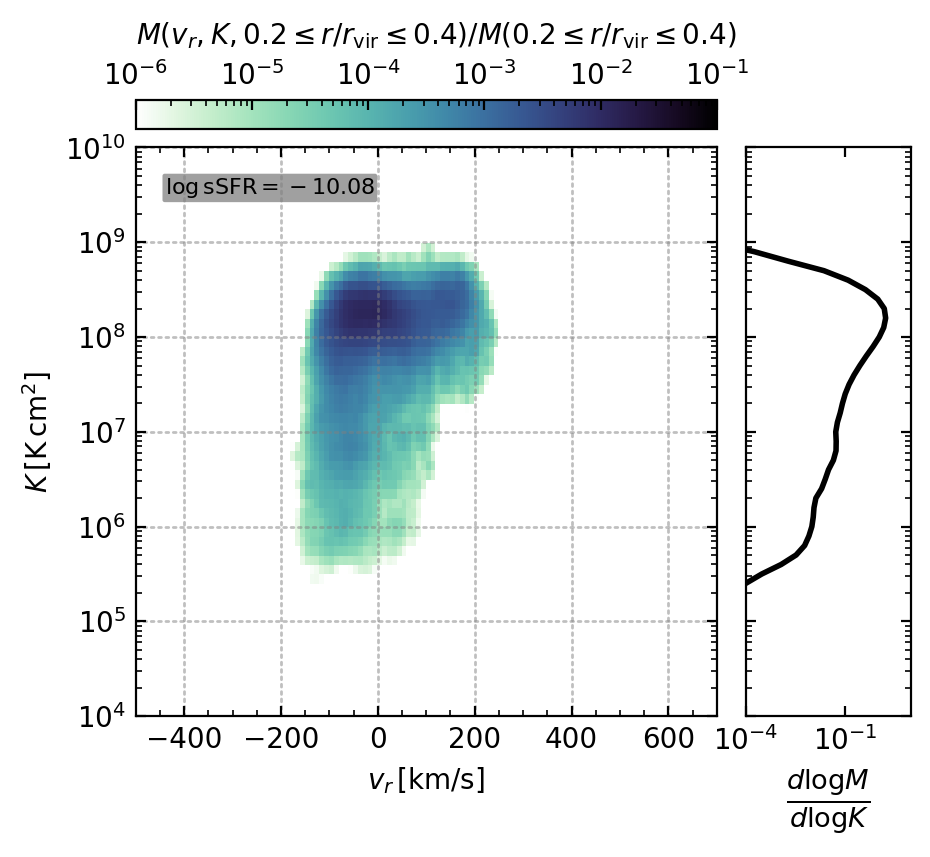 M(v_r, K, 0.2 ≤ r/r_vir ≤ 0.4)/M(0.2 ≤ r/r_vir ≤ 0.4)
10^−6 10^−5 10^−4 10^−3 10^−2 10^−1
10^10
log sSFR = −10.08
10^9
10^8
10^7
K [K cm^2]
10^6
10^5
10^4
−400 −200 0 200 400 600
v_r [km/s]
10^−4 10^−1
dlogM
dlogK